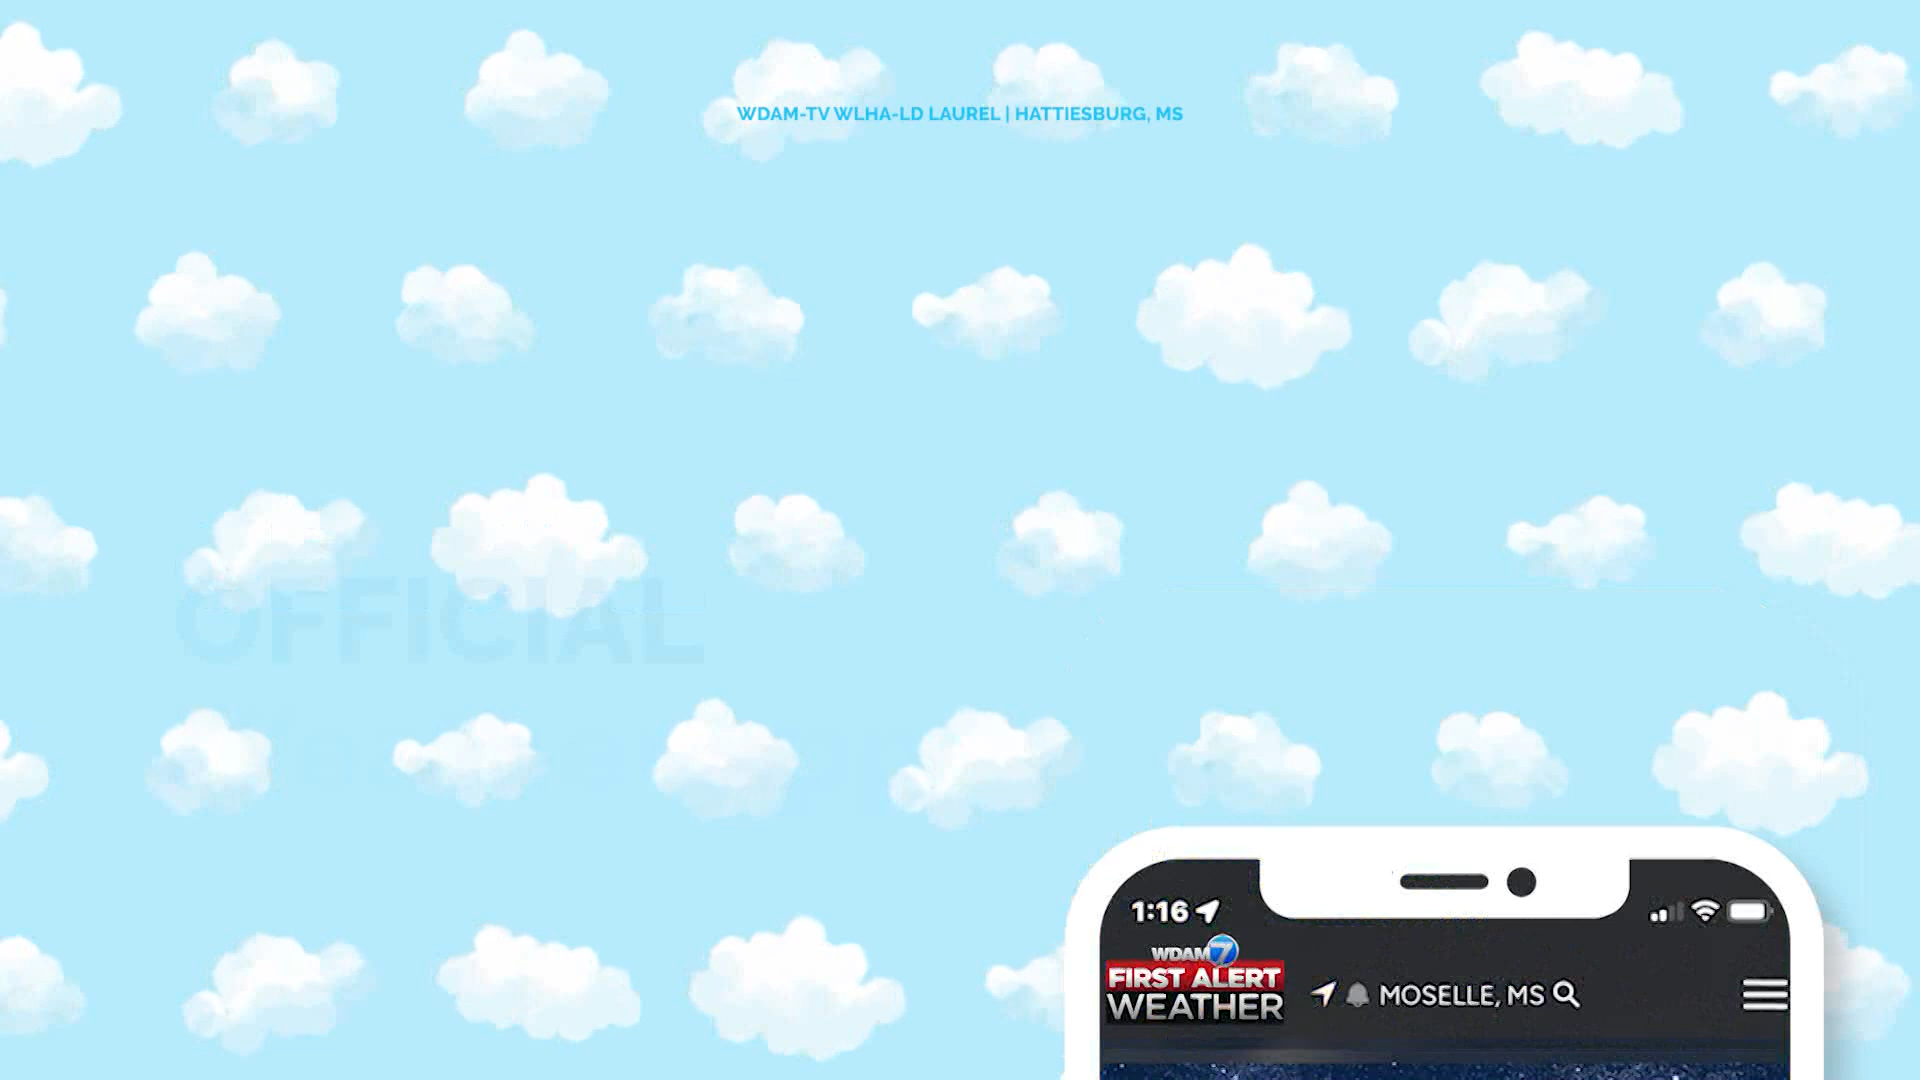 WDAM-TV WLHA-LD LAUREL | HATTIESBURG, MS
OFFICIAL
1:16
WDAM 7
FIRST ALERT
WEATHER
MOSELLE, MS